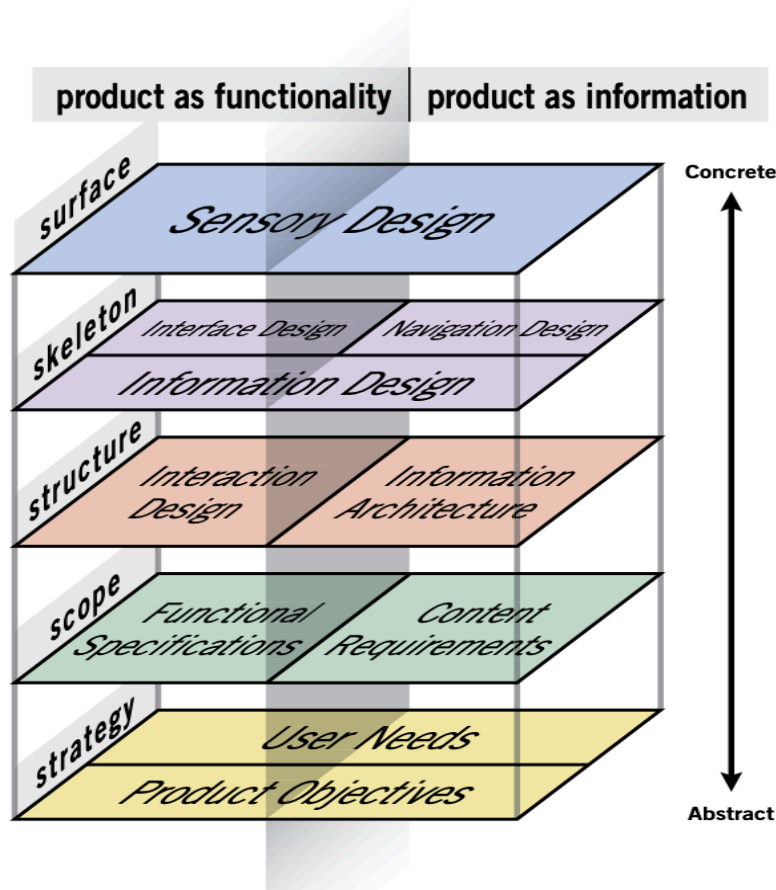 product as functionality | product as information
Concrete
surface
Sensory Design
skeleton
Interface Design
Navigation Design
Information Design
structure
Interaction
Design
Information
Architecture
scope
Functional
Specifications
Content
Requirements
strategy
User Needs
Product Objectives
Abstract